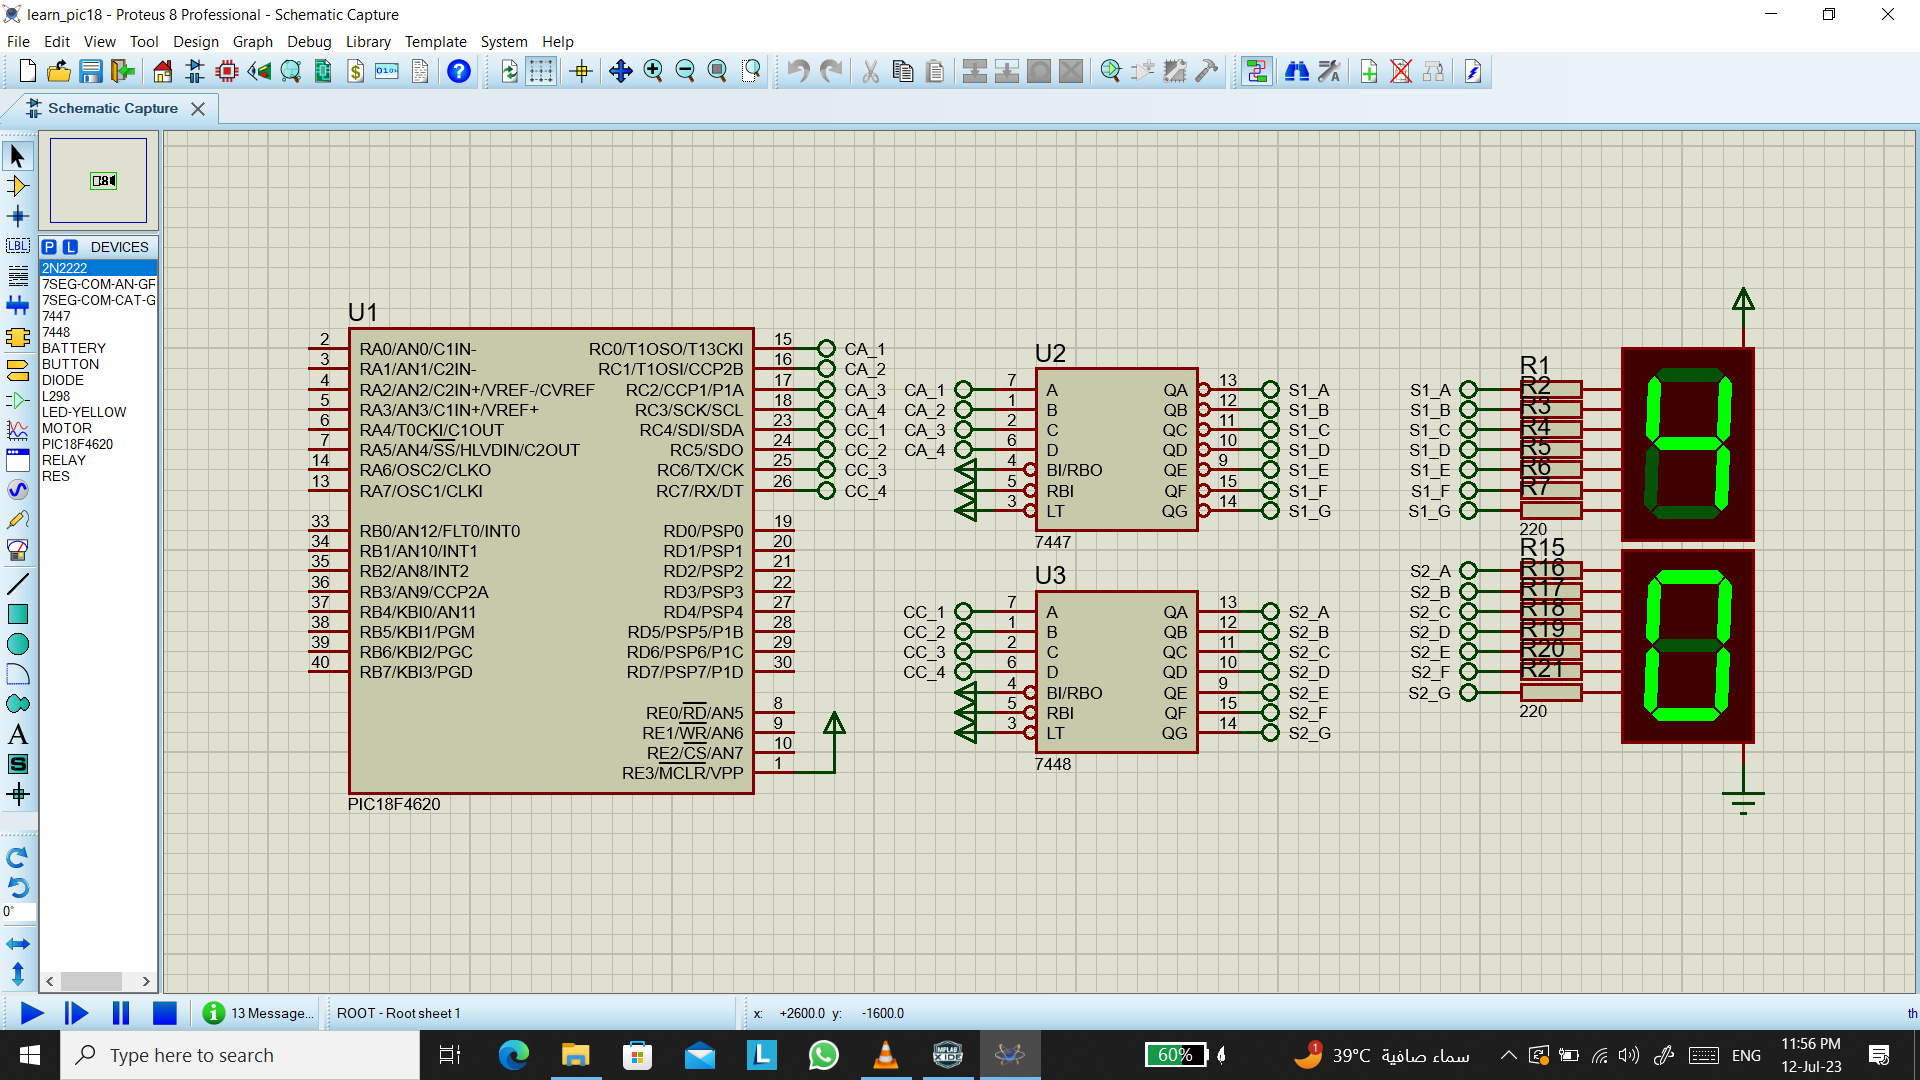 learn_pic18 - Proteus 8 Professional - Schematic Capture
File Edit View Tool Design Graph Debug Library Template System Help
Schematic Capture
P L DEVICES
2N2222
7SEG-COM-AN-GF
7SEG-COM-CAT-G
7447
7448
BATTERY
BUTTON
DIODE
L298
LED-YELLOW
MOTOR
PIC18F4620
RELAY
RES
LBL
A
S
0°
U1
2 RA0/AN0/C1IN- RC0/T1OSO/T13CKI 15 CA_1
3 RA1/AN1/C2IN- RC1/T1OSI/CCP2B 16 CA_2
4 RA2/AN2/C2IN+/VREF-/CVREF RC2/CCP1/P1A 17 CA_3
5 RA3/AN3/C1IN+/VREF+ RC3/SCK/SCL 18 CA_4
6 RA4/T0CKI/C1OUT RC4/SDI/SDA 23 CC_1
7 RA5/AN4/SS/HLVDIN/C2OUT RC5/SDO 24 CC_2
14 RA6/OSC2/CLKO RC6/TX/CK 25 CC_3
13 RA7/OSC1/CLKI RC7/RX/DT 26 CC_4
33 RB0/AN12/FLT0/INT0 RD0/PSP0 19
34 RB1/AN10/INT1 RD1/PSP1 20
35 RB2/AN8/INT2 RD2/PSP2 21
36 RB3/AN9/CCP2A RD3/PSP3 22
37 RB4/KBI0/AN11 RD4/PSP4 27
38 RB5/KBI1/PGM RD5/PSP5/P1B 28
39 RB6/KBI2/PGC RD6/PSP6/P1C 29
40 RB7/KBI3/PGD RD7/PSP7/P1D 30
RE0/RD/AN5 8
RE1/WR/AN6 9
RE2/CS/AN7 10
RE3/MCLR/VPP 1
PIC18F4620
U2
CA_1 7 A QA 13 S1_A
CA_2 1 B QB 12 S1_B
CA_3 2 C QC 11 S1_C
CA_4 6 D QD 10 S1_D
4 BI/RBO QE 9 S1_E
5 RBI QF 15 S1_F
3 LT QG 14 S1_G
7447
U3
CC_1 7 A QA 13 S2_A
CC_2 1 B QB 12 S2_B
CC_3 2 C QC 11 S2_C
CC_4 6 D QD 10 S2_D
4 BI/RBO QE 9 S2_E
5 RBI QF 15 S2_F
3 LT QG 14 S2_G
7448
R1
S1_A R2
S1_B R3
S1_C R4
S1_D R5
S1_E R6
S1_F R7
S1_G
220
R15
S2_A R16
S2_B R17
S2_C R18
S2_D R19
S2_E R20
S2_F R21
S2_G
220
13 Message... ROOT - Root sheet 1 x: +2600.0 y: -1600.0 th
Type here to search
L
60%
1
39°C سماء صافية
ENG
11:56 PM
12-Jul-23